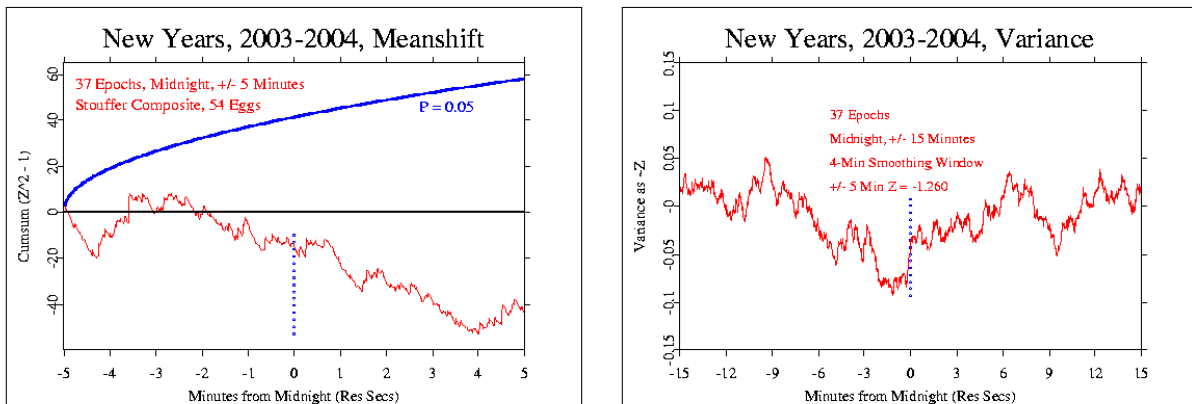 New Years, 2003-2004, Meanshift
37 Epochs, Midnight, +/- 5 Minutes
Stouffer Composite, 54 Eggs
P = 0.05
Cumsum (Z^2 - 1)
60
40
20
0
-20
-40
-5 -4 -3 -2 -1 0 1 2 3 4 5
Minutes from Midnight (Res Secs)
New Years, 2003-2004, Variance
37 Epochs
Midnight, +/- 15 Minutes
4-Min Smoothing Window
+/- 5 Min Z = -1.260
Variance as ~Z
0.15
0.1
0.05
0
-0.05
-0.1
-0.15
-15 -12 -9 -6 -3 0 3 6 9 12 15
Minutes from Midnight (Res Secs)